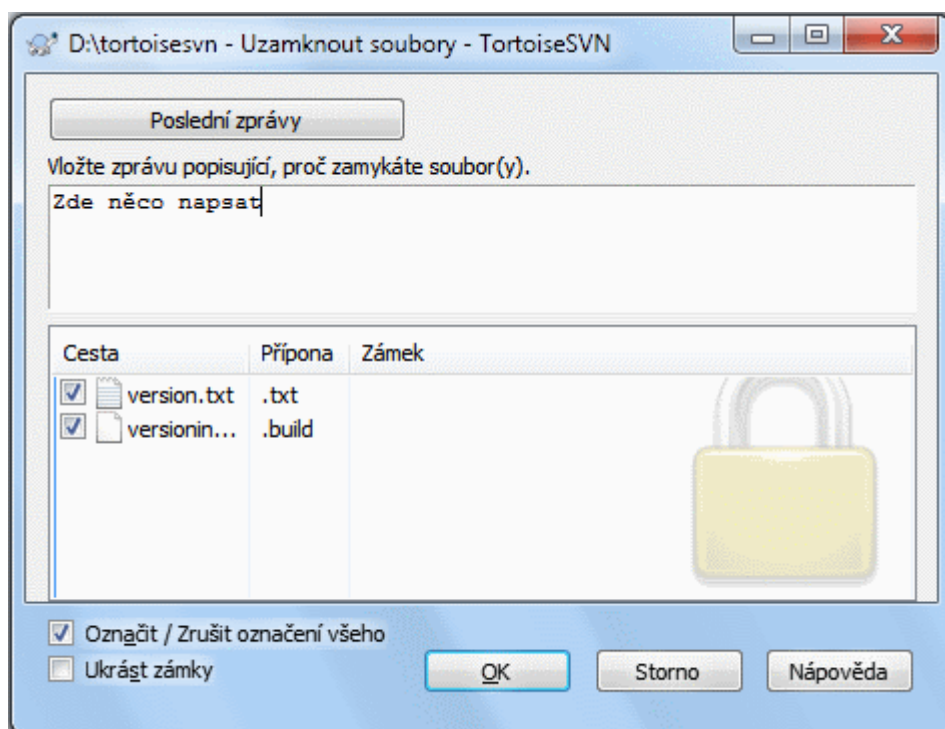 D:\tortoisesvn - Uzamknout soubory - TortoiseSVN
Poslední zprávy
Vložte zprávu popisující, proč zamykáte soubor(y).
Zde něco napsat
Cesta Přípona Zámek
version.txt .txt
versionin... .build
Označit / Zrušit označení všeho
Ukrást zámky
OK Storno Nápověda